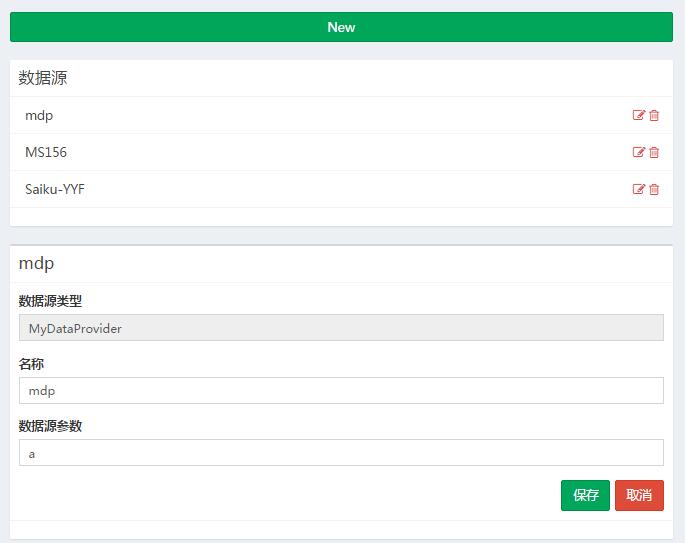 New
数据源
mdp
MS156
Saiku-YYF
mdp
数据源类型
MyDataProvider
名称
mdp
数据源参数
a
保存 取消